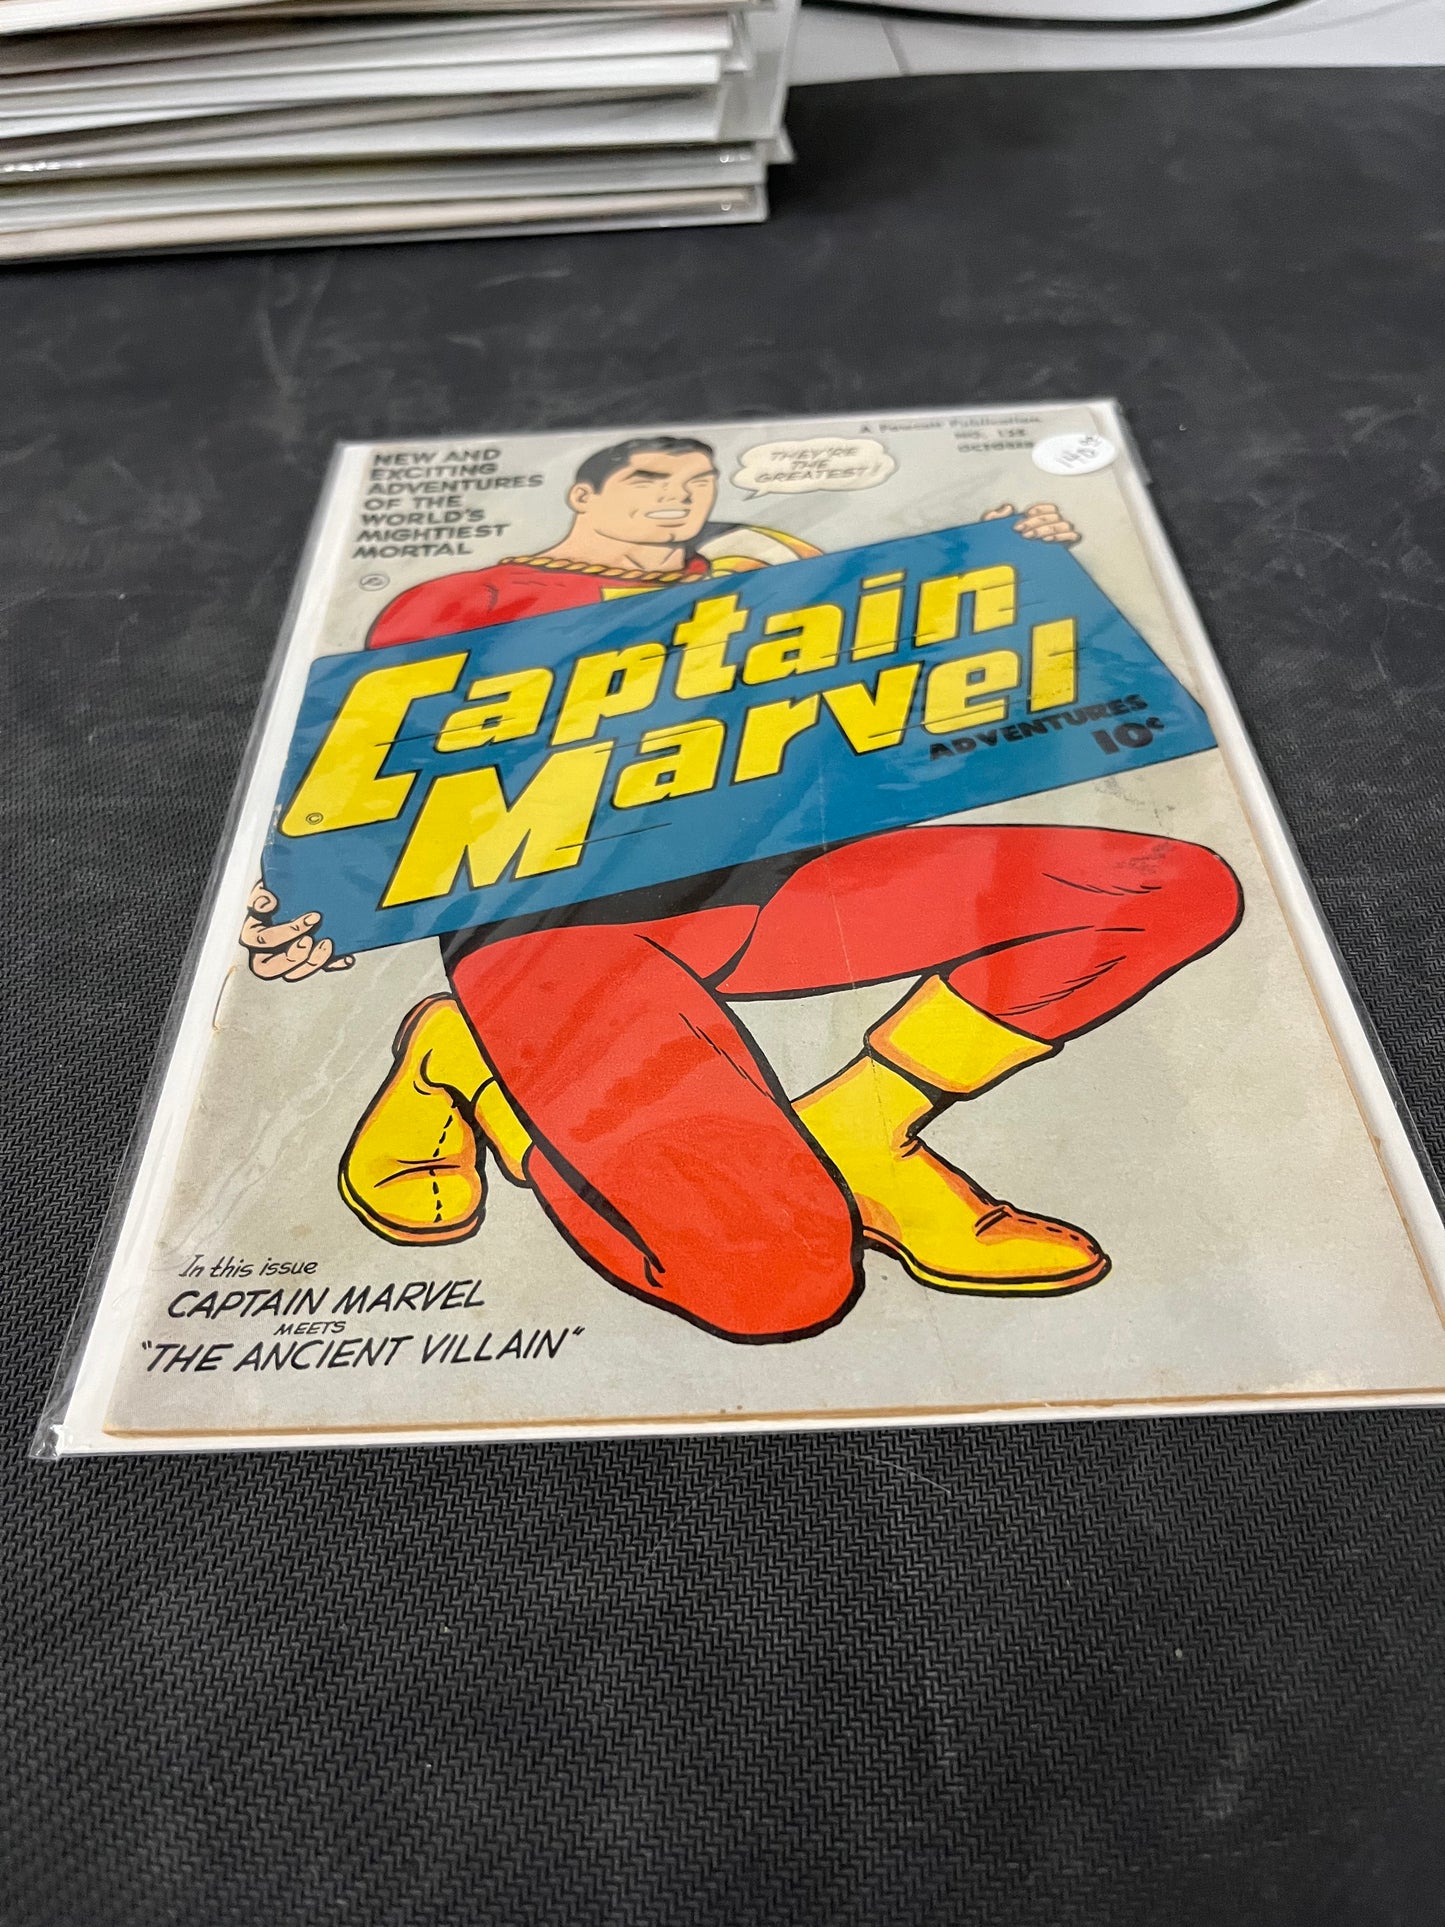 NEW AND
EXCITING
ADVENTURES
OF THE
WORLD'S
MIGHTIEST
MORTAL
THEY'RE
THE
GREATEST!
A Fawcett Publication
NO. 125
OCTOBER
Captain
Marvel
ADVENTURES
10¢
©
In this issue
CAPTAIN MARVEL
MEETS
"THE ANCIENT VILLAIN"